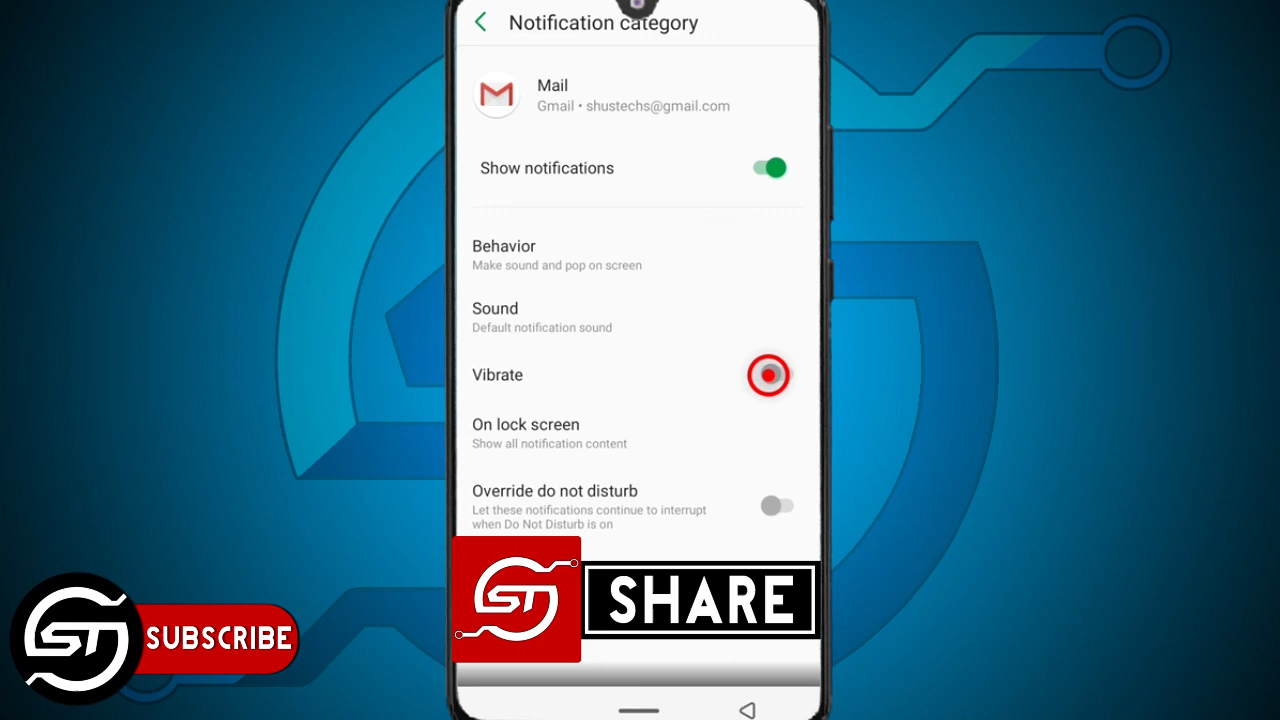 Notification category
Mail
Gmail • shustechs@gmail.com
Show notifications
Behavior
Make sound and pop on screen
Sound
Default notification sound
Vibrate
On lock screen
Show all notification content
Override do not disturb
Let these notifications continue to interrupt
when Do Not Disturb is on
ST SHARE
ST SUBSCRIBE